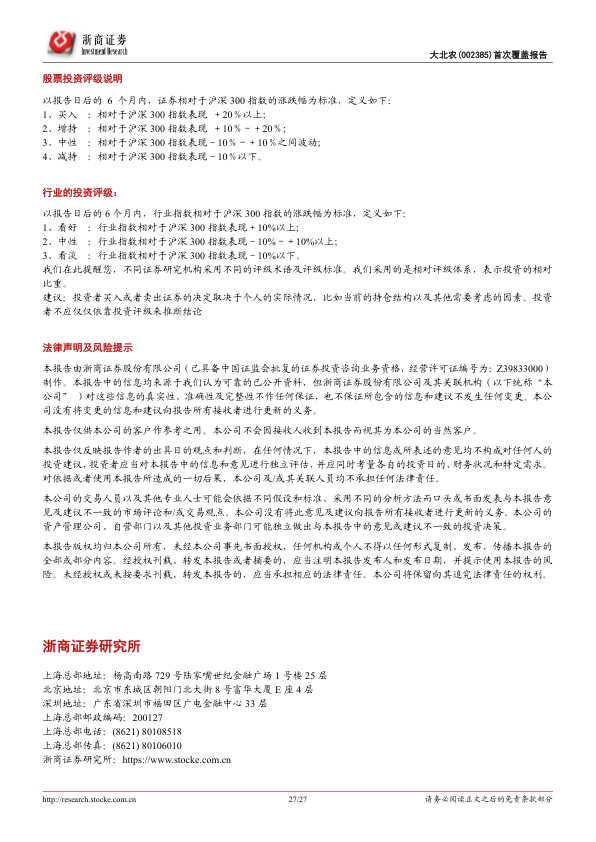 浙商证券
Investment Research
大北农(002385)首次覆盖报告
股票投资评级说明
以报告日后的 6 个月内，证券相对于沪深 300 指数的涨跌幅为标准，定义如下：
1、买入 ：相对于沪深 300 指数表现 ＋20％以上；
2、增持 ：相对于沪深 300 指数表现 ＋10％～＋20％；
3、中性 ：相对于沪深 300 指数表现－10％～＋10％之间波动；
4、减持 ：相对于沪深 300 指数表现－10％以下。
行业的投资评级：
以报告日后的 6 个月内，行业指数相对于沪深 300 指数的涨跌幅为标准，定义如下：
1、看好 ：行业指数相对于沪深 300 指数表现＋10%以上；
2、中性 ：行业指数相对于沪深 300 指数表现－10%～＋10%以上；
3、看淡 ：行业指数相对于沪深 300 指数表现－10%以下。
我们在此提醒您，不同证券研究机构采用不同的评级术语及评级标准。我们采用的是相对评级体系，表示投资的相对
比重。
建议：投资者买入或者卖出证券的决定取决于个人的实际情况，比如当前的持仓结构以及其他需要考虑的因素。投资
者不应仅仅依靠投资评级来推断结论
法律声明及风险提示
本报告由浙商证券股份有限公司（已具备中国证监会批复的证券投资咨询业务资格，经营许可证编号为：Z39833000）
制作。本报告中的信息均来源于我们认为可靠的已公开资料，但浙商证券股份有限公司及其关联机构（以下统称“本
公司”）对这些信息的真实性、准确性及完整性不作任何保证，也不保证所包含的信息和建议不发生任何变更。本公
司没有将变更的信息和建议向报告所有接收者进行更新的义务。
本报告仅供本公司的客户作参考之用。本公司不会因接收人收到本报告而视其为本公司的当然客户。
本报告仅反映报告作者的出具日的观点和判断，在任何情况下，本报告中的信息或所表述的意见均不构成对任何人的
投资建议，投资者应当对本报告中的信息和意见进行独立评估，并应同时考量各自的投资目的、财务状况和特定需求。
对依据或者使用本报告所造成的一切后果，本公司及/或其关联人员均不承担任何法律责任。
本公司的交易人员以及其他专业人士可能会依据不同假设和标准、采用不同的分析方法而口头或书面发表与本报告意
见及建议不一致的市场评论和/或交易观点。本公司没有将此意见及建议向报告所有接收者进行更新的义务。本公司的
资产管理公司、自营部门以及其他投资业务部门可能独立做出与本报告中的意见或建议不一致的投资决策。
本报告版权均归本公司所有，未经本公司事先书面授权，任何机构或个人不得以任何形式复制、发布、传播本报告的
全部或部分内容。经授权刊载、转发本报告或者摘要的，应当注明本报告发布人和发布日期，并提示使用本报告的风
险。未经授权或未按要求刊载、转发本报告的，应当承担相应的法律责任。本公司将保留向其追究法律责任的权利。
浙商证券研究所
上海总部地址：杨高南路 729 号陆家嘴世纪金融广场 1 号楼 25 层
北京地址：北京市东城区朝阳门北大街 8 号富华大厦 E 座 4 层
深圳地址：广东省深圳市福田区广电金融中心 33 层
上海总部邮政编码：200127
上海总部电话：(8621) 80108518
上海总部传真：(8621) 80106010
浙商证券研究所：https://www.stocke.com.cn
http://research.stocke.com.cn
27/27
请务必阅读正文之后的免责条款部分